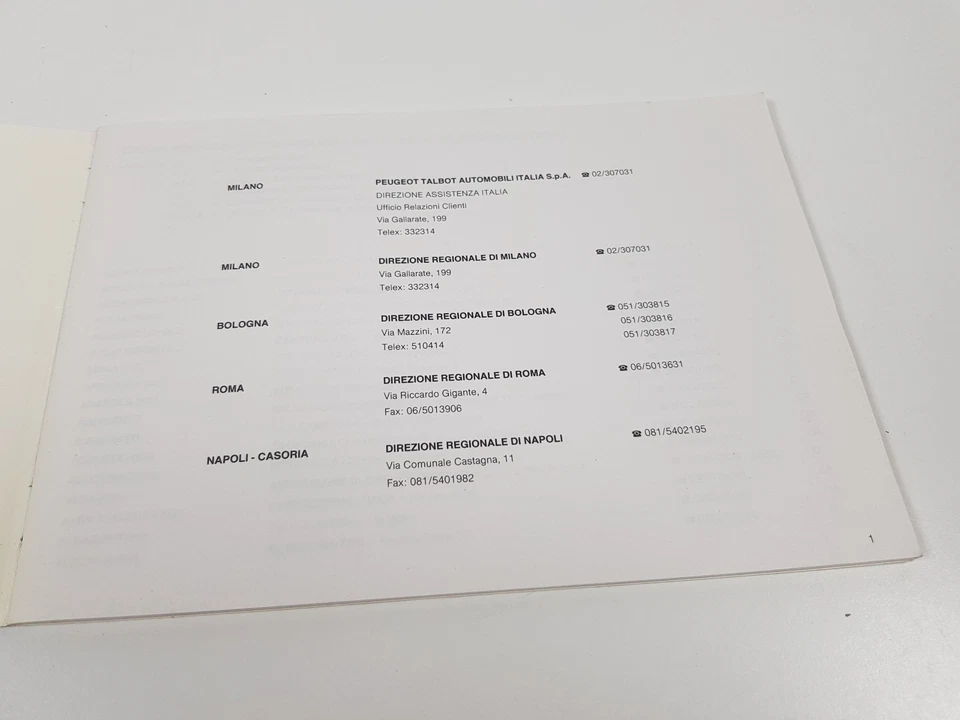 MILANO PEUGEOT TALBOT AUTOMOBILI ITALIA S.p.A. ☎ 02/307031
DIREZIONE ASSISTENZA ITALIA
Ufficio Relazioni Clienti
Via Gallarate, 199
Telex: 332314
MILANO DIREZIONE REGIONALE DI MILANO ☎ 02/307031
Via Gallarate, 199
Telex: 332314
BOLOGNA DIREZIONE REGIONALE DI BOLOGNA ☎ 051/303815
Via Mazzini, 172 051/303816
Telex: 510414 051/303817
ROMA DIREZIONE REGIONALE DI ROMA ☎ 06/5013631
Via Riccardo Gigante, 4
Fax: 06/5013906
NAPOLI - CASORIA DIREZIONE REGIONALE DI NAPOLI ☎ 081/5402195
Via Comunale Castagna, 11
Fax: 081/5401982
1